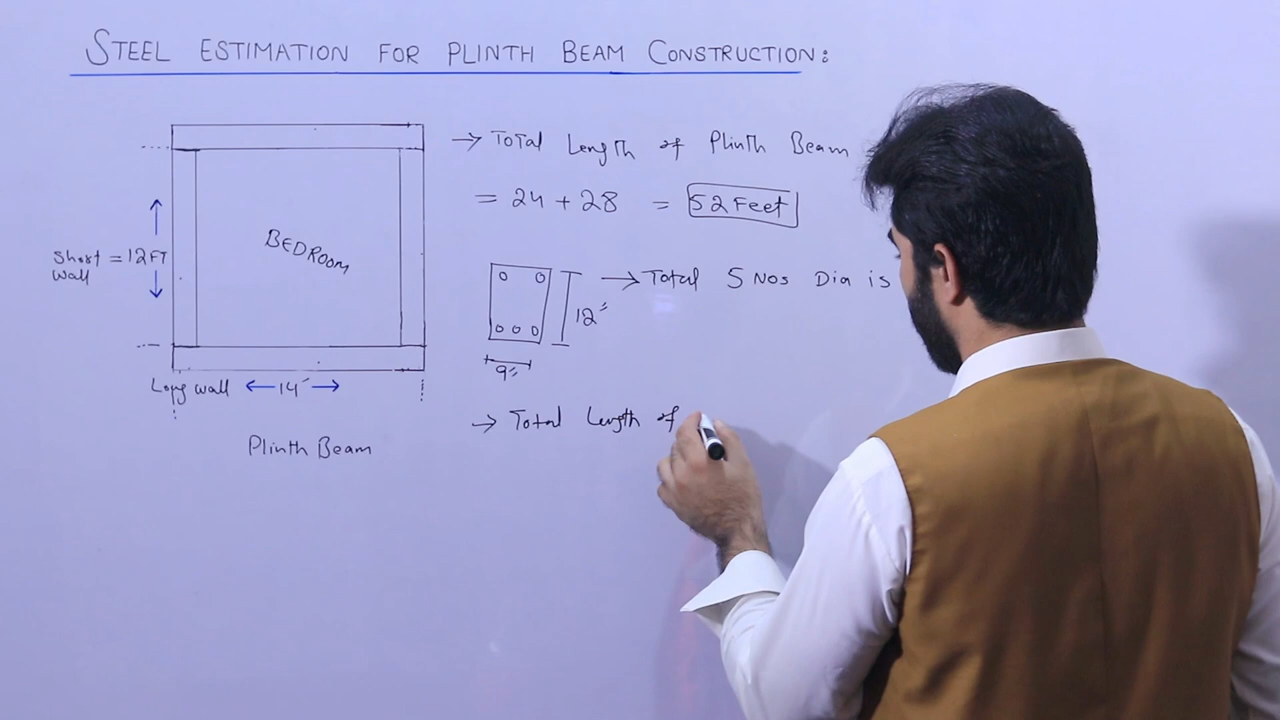 STEEL ESTIMATION FOR PLINTH BEAM CONSTRUCTION:
→ Total Length of Plinth Beam
= 24 + 28 = 52 Feet
Short = 12 FT
wall
BEDROOM
→ Total 5 Nos Dia is
12"
9"
Long wall ← 14' →
→ Total Length of
Plinth Beam